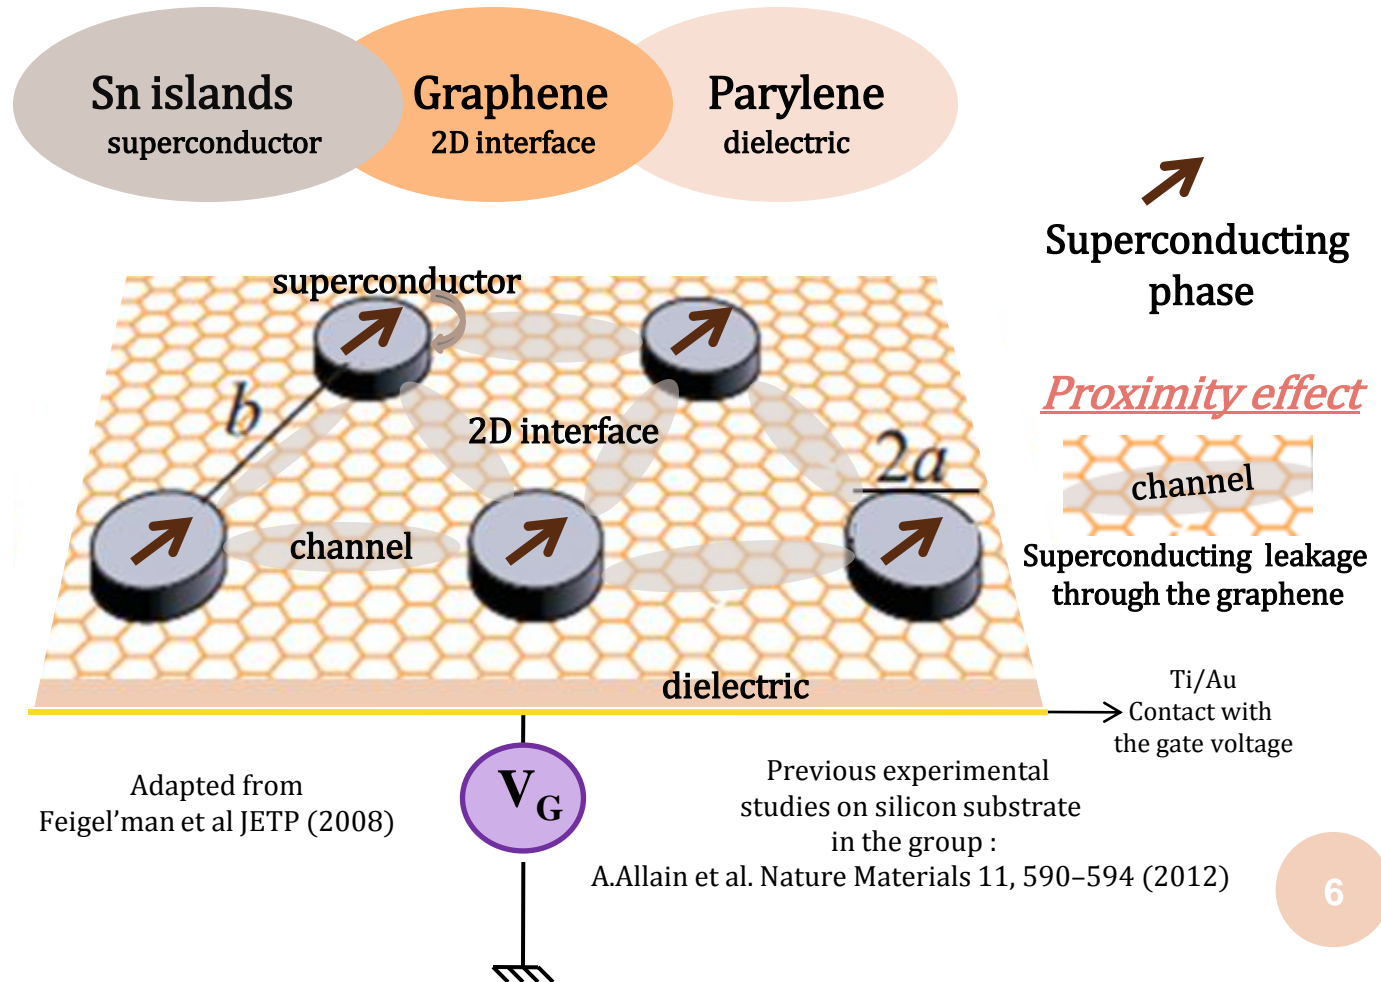 Sn islands
superconductor
Graphene
2D interface
Parylene
dielectric
Superconducting
phase
superconductor
b
2D interface
2a
channel
dielectric
Proximity effect
channel
Superconducting leakage
through the graphene
Ti/Au
Contact with
the gate voltage
VG
Adapted from
Feigel’man et al JETP (2008)
Previous experimental
studies on silicon substrate
in the group :
A.Allain et al. Nature Materials 11, 590–594 (2012)
6